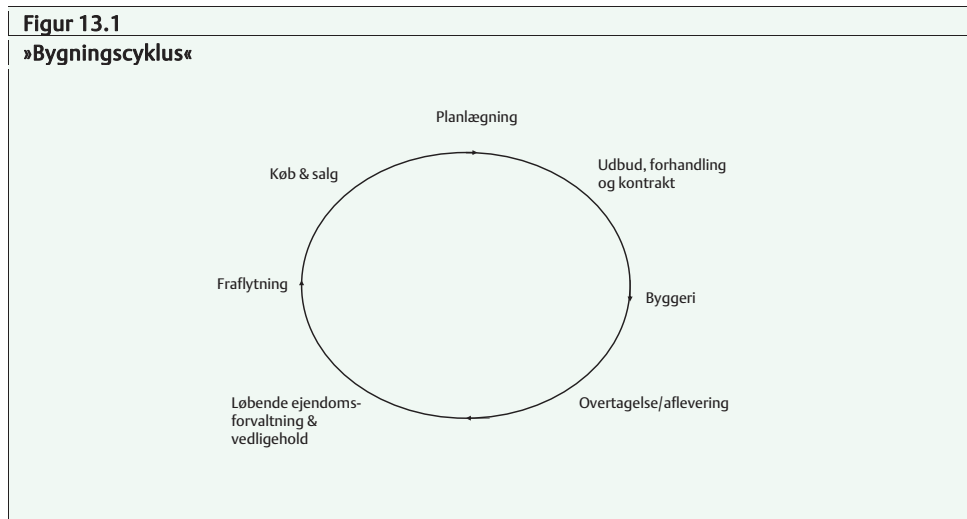 Figur 13.1
»Bygningscyklus«
Planlægning
Udbud, forhandling
og kontrakt
Byggeri
Overtagelse/aflevering
Løbende ejendoms-
forvaltning &
vedligehold
Fraflytning
Køb & salg